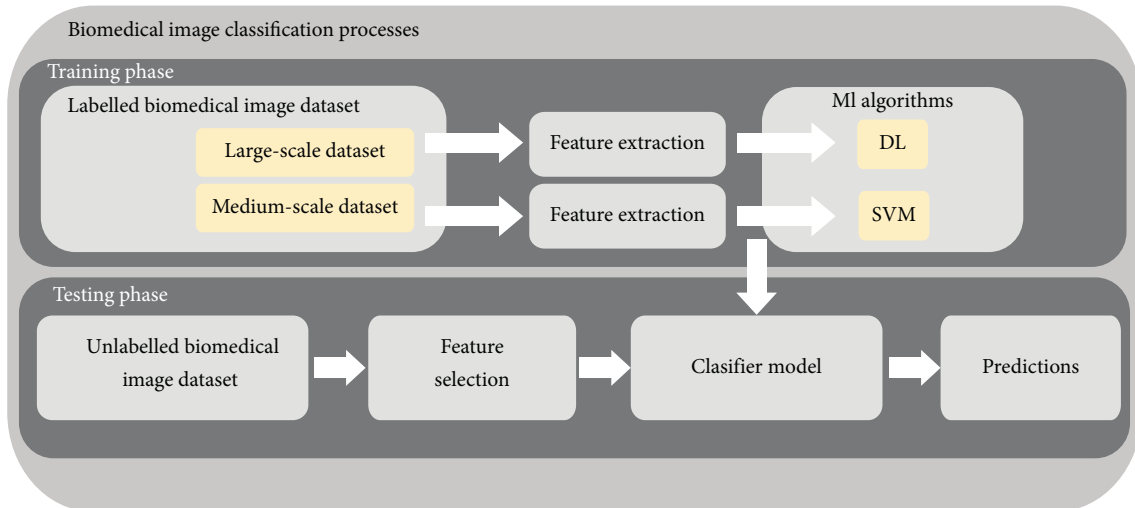 Biomedical image classification processes
Training phase
Labelled biomedical image dataset
Large-scale dataset
Medium-scale dataset
Feature extraction
Feature extraction
Ml algorithms
DL
SVM
Testing phase
Unlabelled biomedical
image dataset
Feature
selection
Clasifier model
Predictions